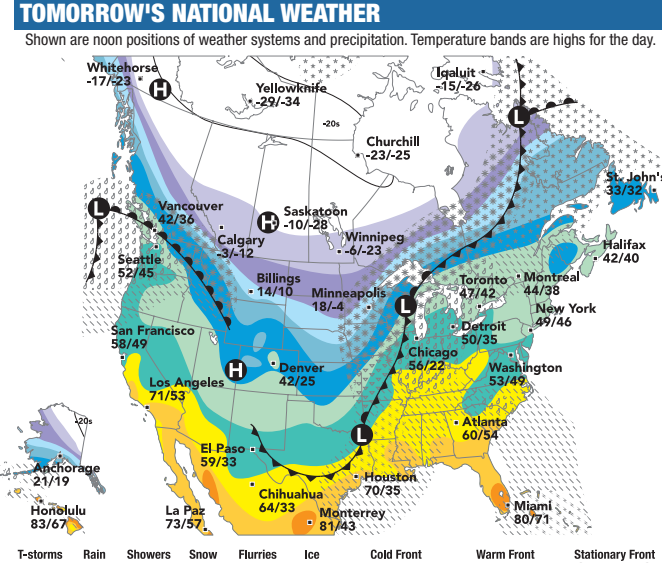 TOMORROW'S NATIONAL WEATHER
Shown are noon positions of weather systems and precipitation. Temperature bands are highs for the day.
Whitehorse
-17/-23
H
Yellowknife
-29/-34
Iqaluit
-15/-26
L
-20s
Churchill
-23/-25
St. John's
33/32
L
Vancouver
42/36
H
Saskatoon
-10/-28
Calgary
-3/-12
Winnipeg
-6/-23
Halifax
42/40
Seattle
52/45
Billings
14/10
Minneapolis
18/-4
Toronto
47/42
Montreal
44/38
L
New York
49/46
San Francisco
58/49
Detroit
50/35
Chicago
56/22
H
Denver
42/25
Washington
53/49
Los Angeles
71/53
-20s
Atlanta
60/54
L
El Paso
59/33
Anchorage
21/19
Houston
70/35
Chihuahua
64/33
Honolulu
83/67
La Paz
73/57
Monterrey
81/43
Miami
80/71
T-storms Rain Showers Snow Flurries Ice Cold Front Warm Front Stationary Front